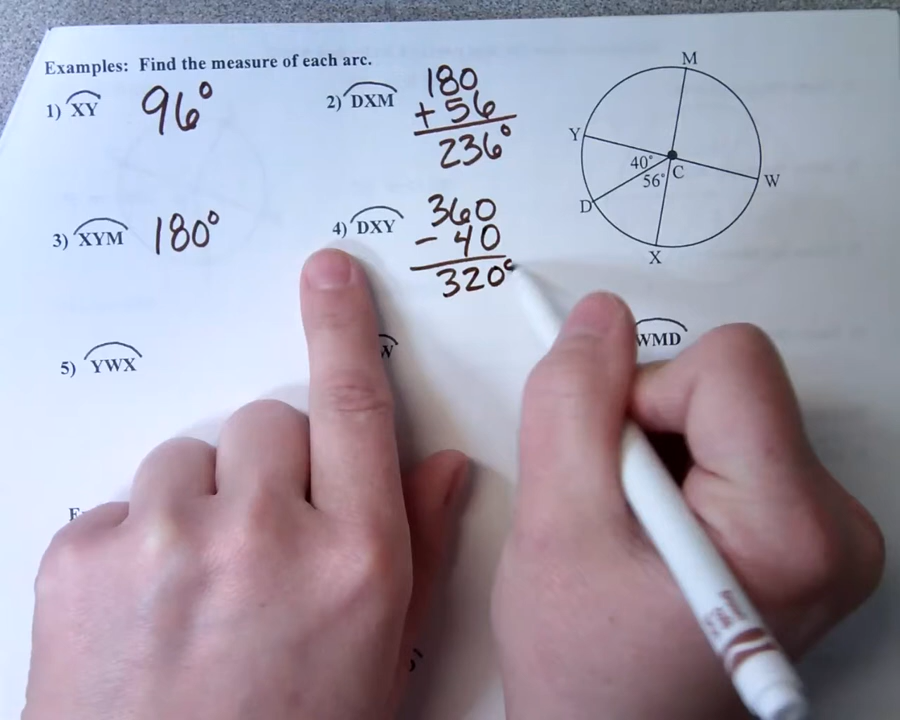 Examples: Find the measure of each arc.
1) XY 96°
2) DXM 180
+ 56
236°
3) XYM 180°
4) DXY 360
- 40
320°
5) YWX
W
WMD
M
Y
40°
C
56°
W
D
X